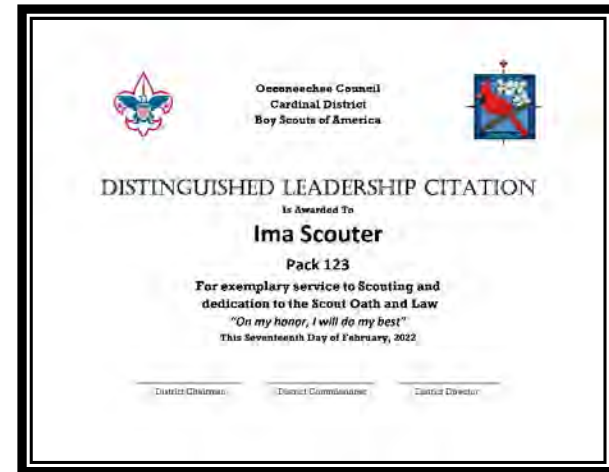 Occoneechee Council
Cardinal District
Boy Scouts of America
DISTINGUISHED LEADERSHIP CITATION
Is Awarded To
Ima Scouter
Pack 123
For exemplary service to Scouting and
dedication to the Scout Oath and Law
"On my honor, I will do my best"
This Seventeenth Day of February, 2022
District Chairman District Commissioner District Director